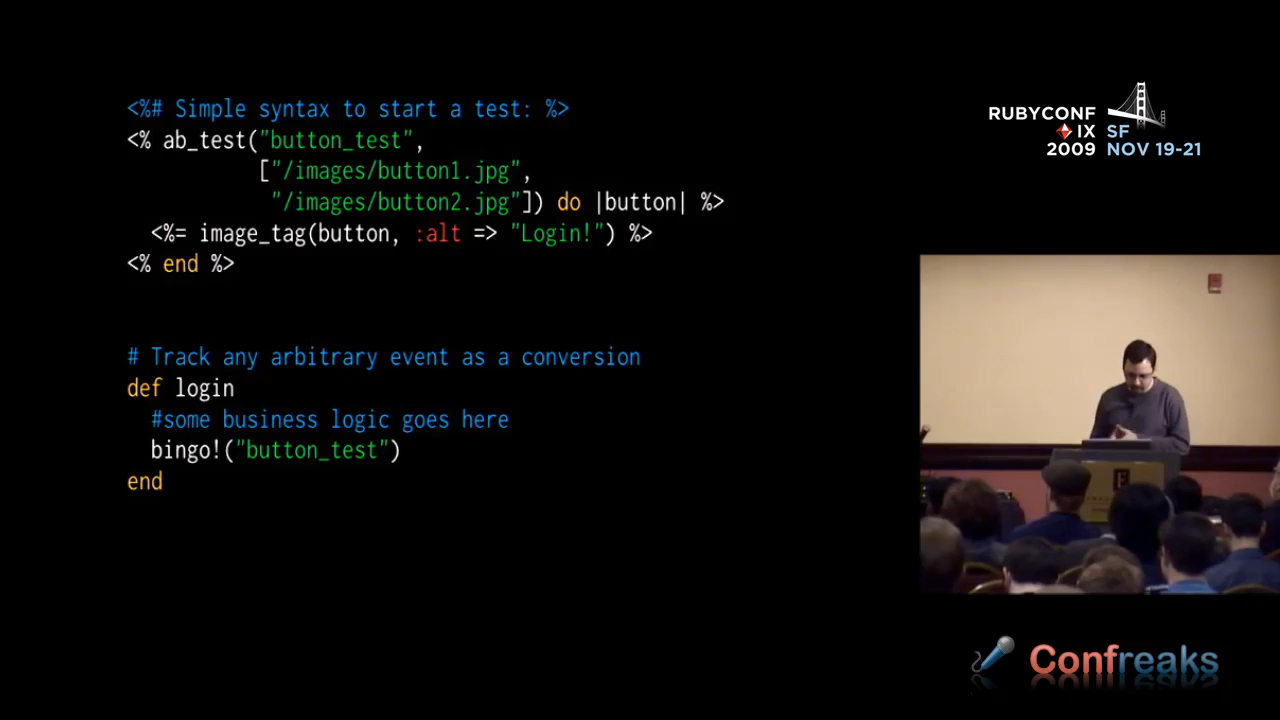 <%# Simple syntax to start a test: %>
<% ab_test("button_test",
["/images/button1.jpg",
"/images/button2.jpg"]) do |button| %>
<%= image_tag(button, :alt => "Login!") %>
<% end %>
# Track any arbitrary event as a conversion
def login
#some business logic goes here
bingo!("button_test")
end
RUBYCONF
IX SF
2009 NOV 19-21
Confreaks